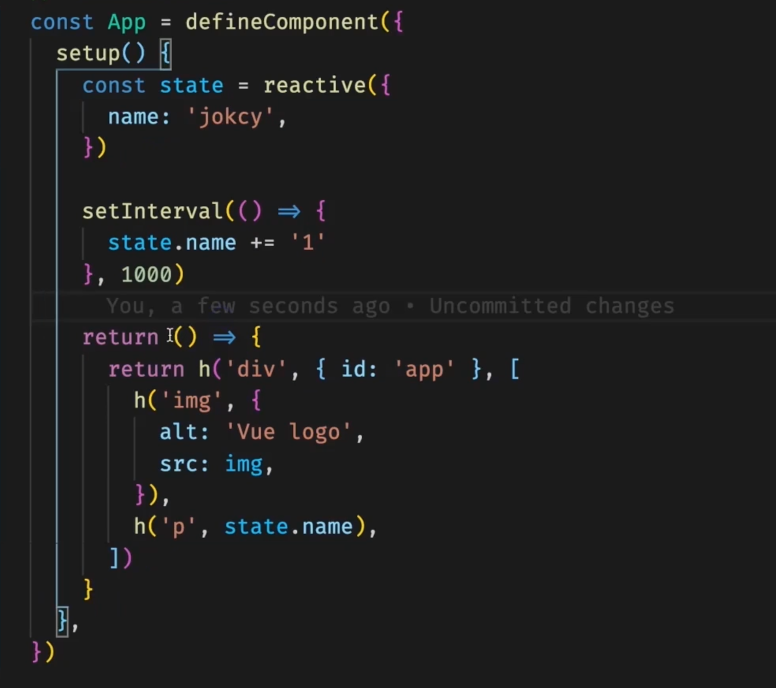 const App = defineComponent({
  setup() {
    const state = reactive({
      name: 'jokcy',
    })

    setInterval(() => {
      state.name += '1'
    }, 1000)
      You, a few seconds ago • Uncommitted changes
    return () => {
      return h('div', { id: 'app' }, [
        h('img', {
          alt: 'Vue logo',
          src: img,
        }),
        h('p', state.name),
      ])
    }
  },
})